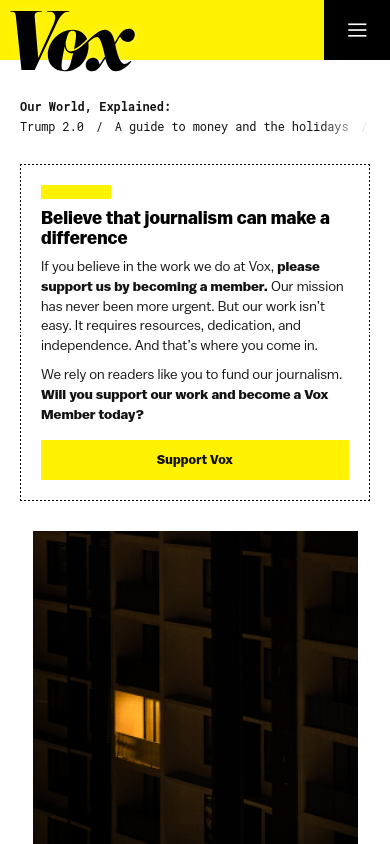 Vox
Our World, Explained:
Trump 2.0 / A guide to money and the holidays /
Believe that journalism can make a
difference
If you believe in the work we do at Vox, please
support us by becoming a member. Our mission
has never been more urgent. But our work isn’t
easy. It requires resources, dedication, and
independence. And that’s where you come in.
We rely on readers like you to fund our journalism.
Will you support our work and become a Vox
Member today?
Support Vox